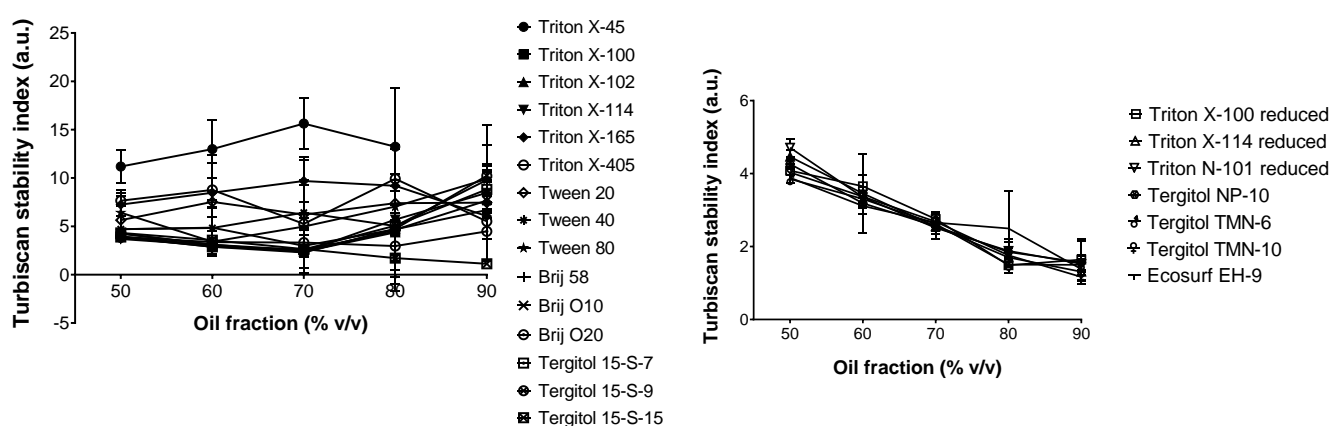 Turbiscan stability index (a.u.)
25
20
15
10
5
0
-5
50 60 70 80 90
Oil fraction (% v/v)
Triton X-45
Triton X-100
Triton X-102
Triton X-114
Triton X-165
Triton X-405
Tween 20
Tween 40
Tween 80
Brij 58
Brij O10
Brij O20
Tergitol 15-S-7
Tergitol 15-S-9
Tergitol 15-S-15
Turbiscan stability index (a.u.)
6
4
2
0
50 60 70 80 90
Oil fraction (% v/v)
Triton X-100 reduced
Triton X-114 reduced
Triton N-101 reduced
Tergitol NP-10
Tergitol TMN-6
Tergitol TMN-10
Ecosurf EH-9